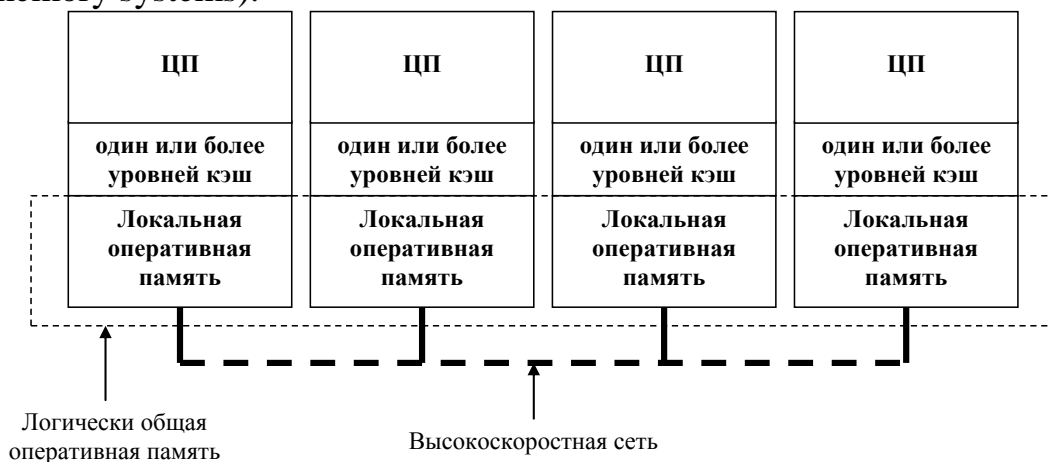 memory systems).
ЦП
один или более
уровней кэш
Локальная
оперативная
память
ЦП
один или более
уровней кэш
Локальная
оперативная
память
ЦП
один или более
уровней кэш
Локальная
оперативная
память
ЦП
один или более
уровней кэш
Локальная
оперативная
память
Логически общая
оперативная память
Высокоскоростная сеть